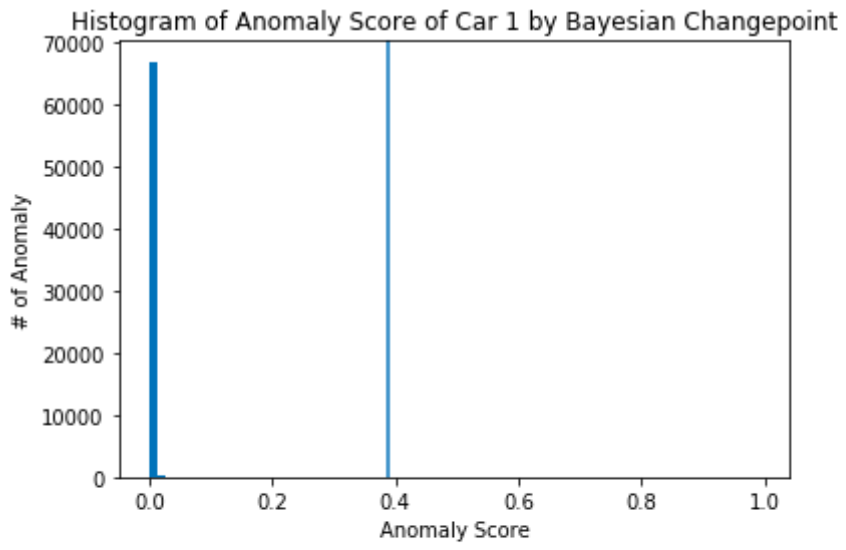 Histogram of Anomaly Score of Car 1 by Bayesian Changepoint
70000
60000
50000
40000
30000
20000
10000
0
# of Anomaly
0.0 0.2 0.4 0.6 0.8 1.0
Anomaly Score